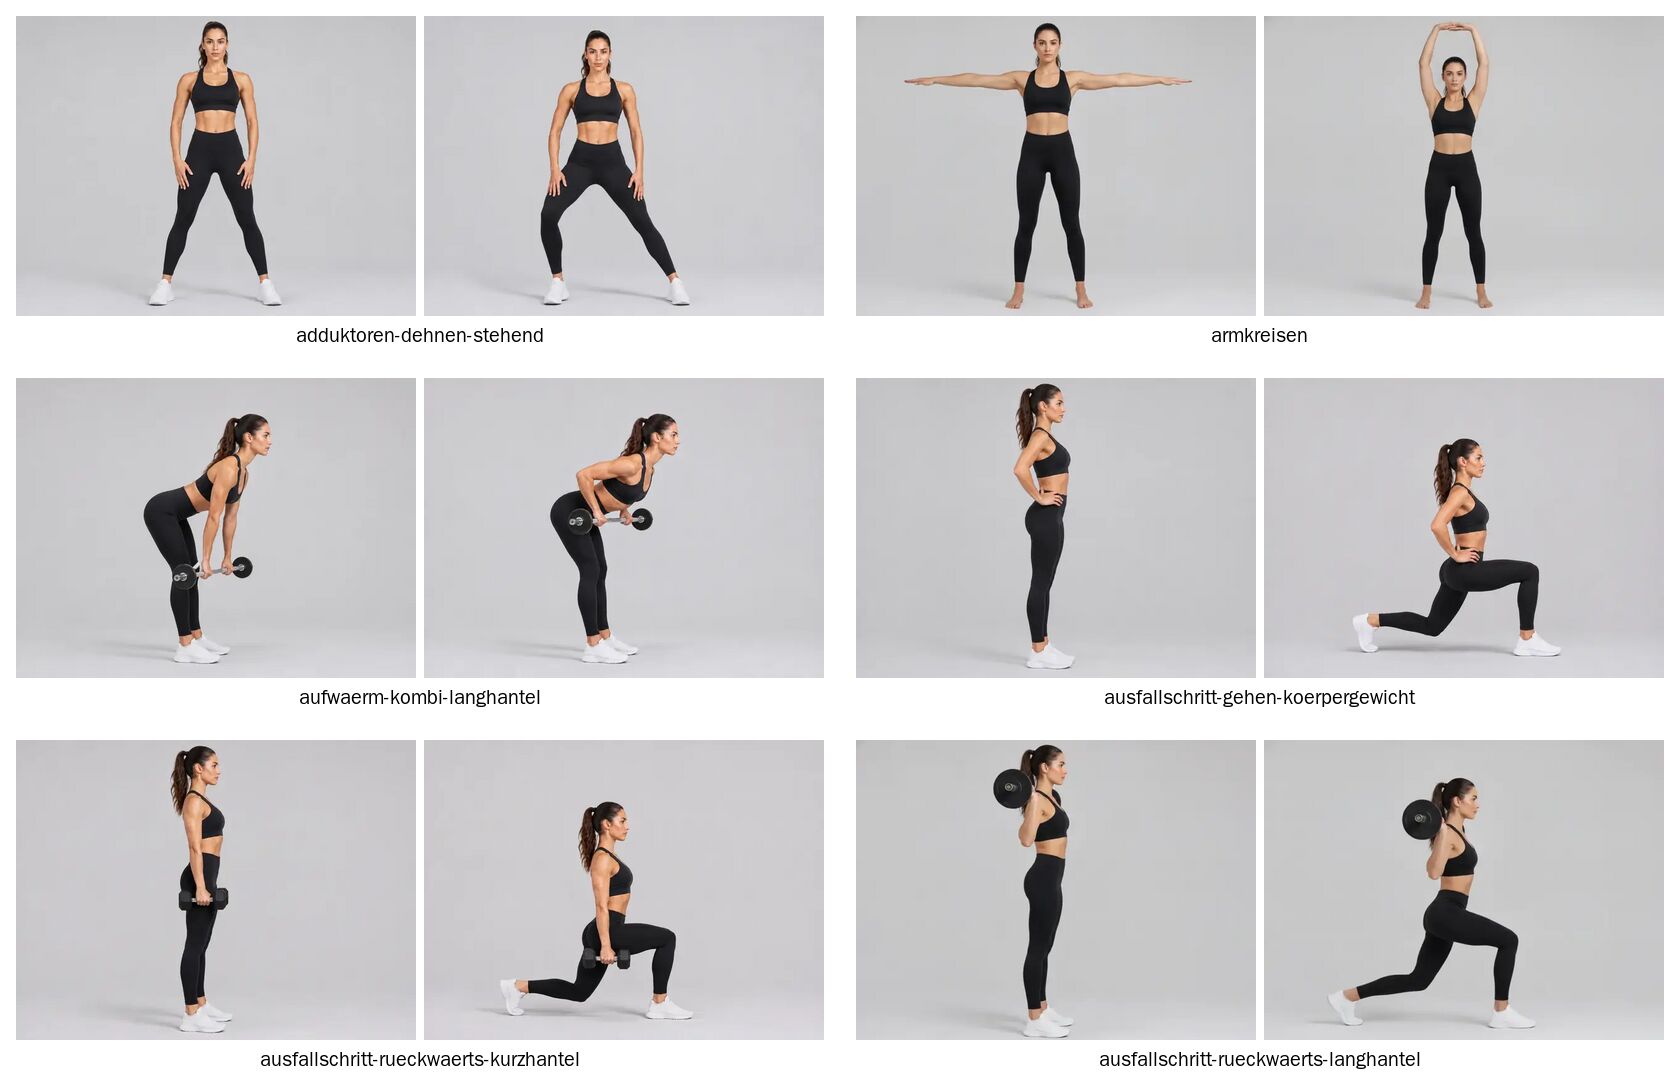 adduktoren-dehnen-stehend
armkreisen
aufwaerm-kombi-langhantel
ausfallschritt-gehen-koerpergewicht
ausfallschritt-rueckwaerts-kurzhantel
ausfallschritt-rueckwaerts-langhantel